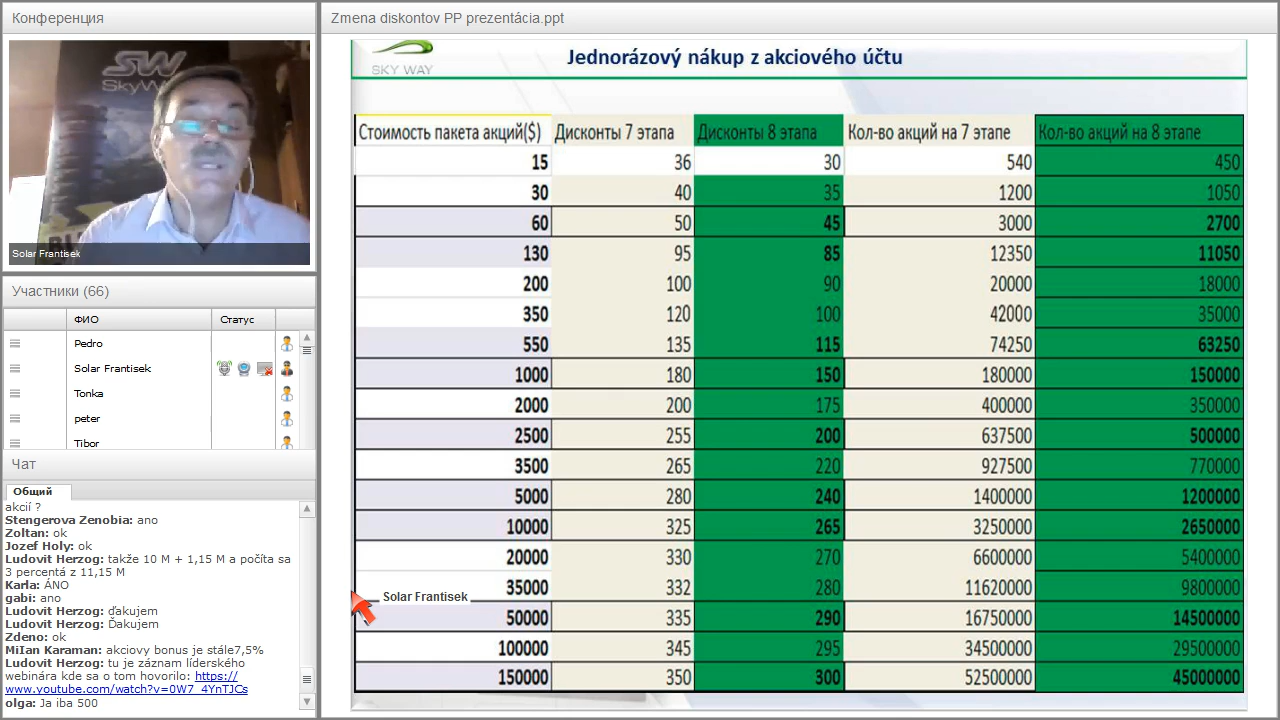 Конференция
SW
SkyW
BU
Solar Frantisek
Участники (66)
ФИО Статус
Pedro
Solar Frantisek
Tonka
peter
Tibor
Чат
Общий
akcií ?
Stengerova Zenobia: ano
Zoltan: ok
Jozef Holy: ok
Ludovit Herzog: takže 10 M + 1,15 M a počíta sa
3 percentá z 11,15 M
Karla: ÁNO
gabi: ano
Ludovit Herzog: ďakujem
Ludovit Herzog: Ďakujem
Zdeno: ok
MiIan Karaman: akciovy bonus je stále7,5%
Ludovit Herzog: tu je záznam líderského
webinára kde sa o tom hovorilo: https://
www.youtube.com/watch?v=0W7_4YnTJCs
olga: Ja iba 500
Zmena diskontov PP prezentácia.ppt
SKY WAY
Jednorázový nákup z akciového účtu
Стоимость пакета акций($) Дисконты 7 этапа Дисконты 8 этапа Кол-во акций на 7 этапе Кол-во акций на 8 этапе
15 36 30 540 450
30 40 35 1200 1050
60 50 45 3000 2700
130 95 85 12350 11050
200 100 90 20000 18000
350 120 100 42000 35000
550 135 115 74250 63250
1000 180 150 180000 150000
2000 200 175 400000 350000
2500 255 200 637500 500000
3500 265 220 927500 770000
5000 280 240 1400000 1200000
10000 325 265 3250000 2650000
20000 330 270 6600000 5400000
35000 332 280 11620000 9800000
50000 335 290 16750000 14500000
100000 345 295 34500000 29500000
150000 350 300 52500000 45000000
Solar Frantisek